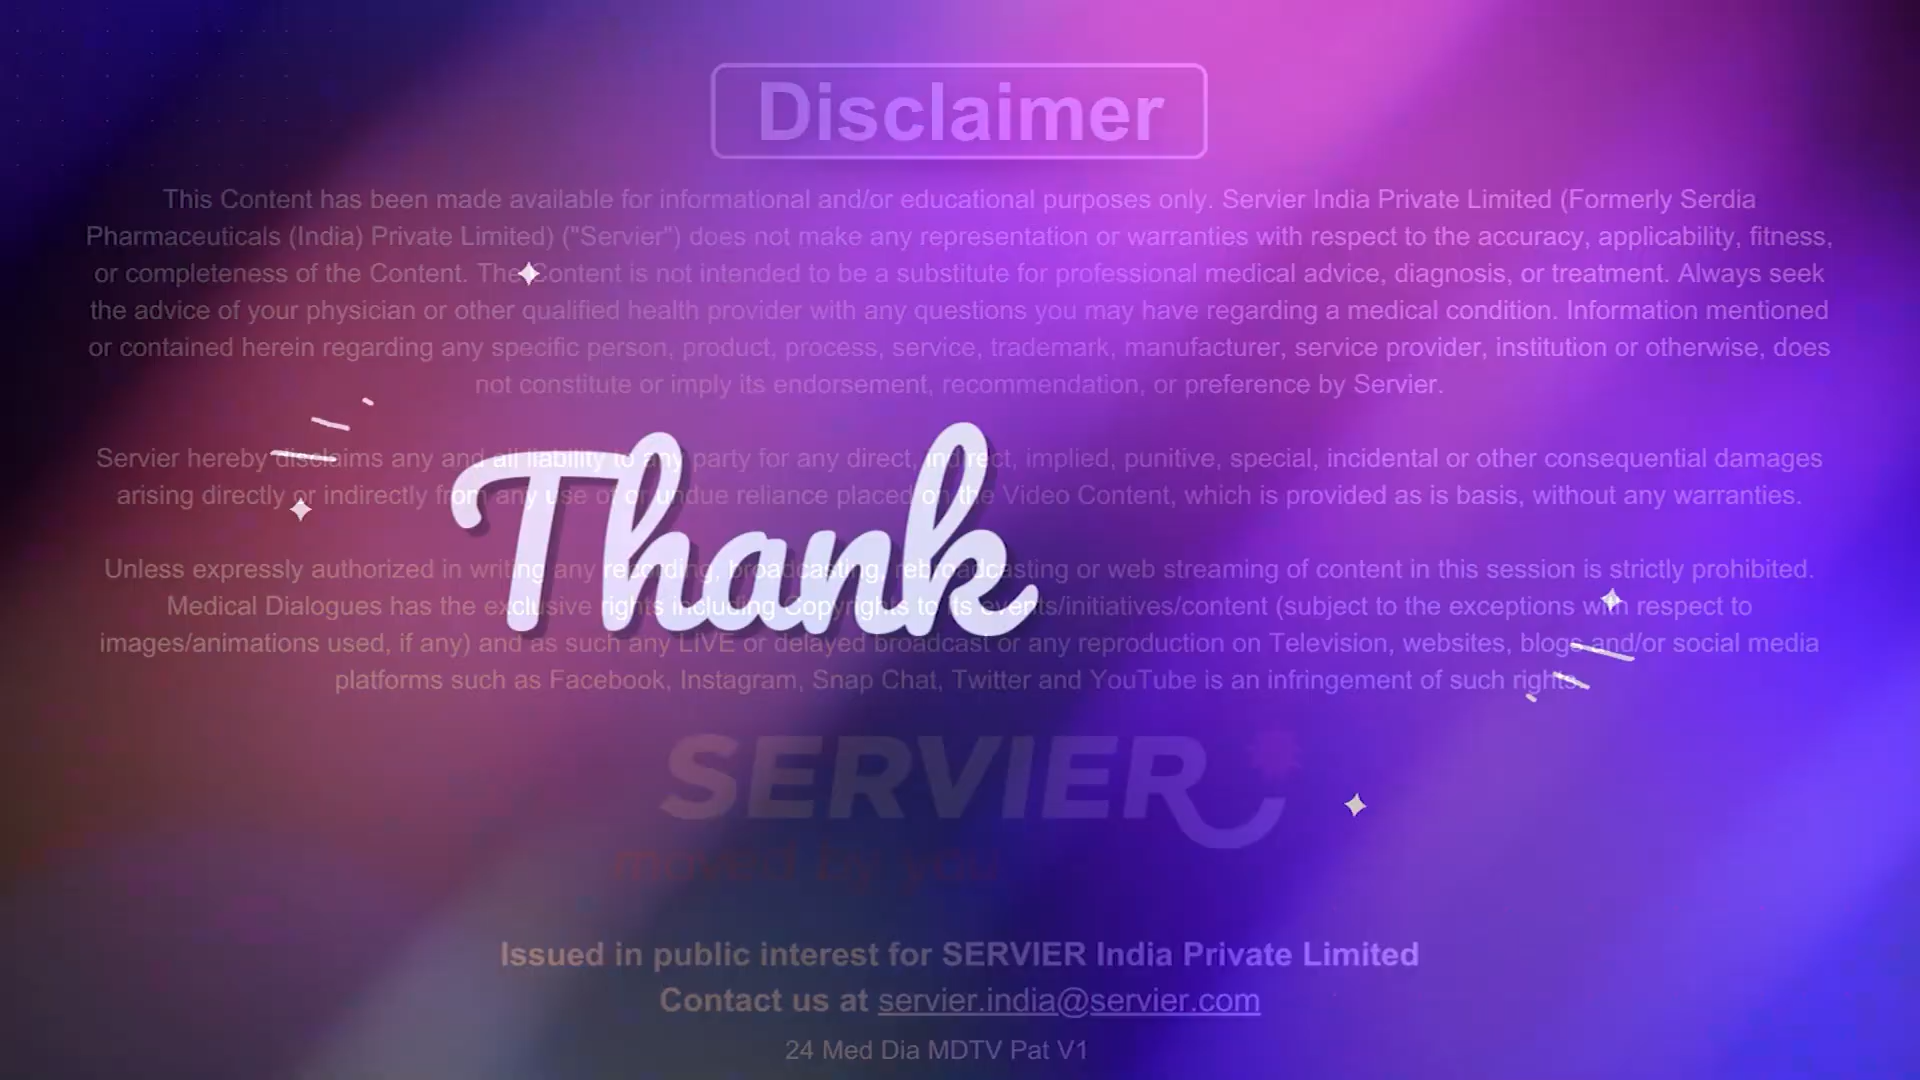 Disclaimer
This Content has been made available for informational and/or educational purposes only. Servier India Private Limited (Formerly Serdia
Pharmaceuticals (India) Private Limited) ("Servier") does not make any representation or warranties with respect to the accuracy, applicability, fitness,
or completeness of the Content. The Content is not intended to be a substitute for professional medical advice, diagnosis, or treatment. Always seek
the advice of your physician or other qualified health provider with any questions you may have regarding a medical condition. Information mentioned
or contained herein regarding any specific person, product, process, service, trademark, manufacturer, service provider, institution or otherwise, does
not constitute or imply its endorsement, recommendation, or preference by Servier.
Servier hereby disclaims any and all liability to any party for any direct, indirect, implied, punitive, special, incidental or other consequential damages
arising directly or indirectly from any use of or undue reliance placed on the Video Content, which is provided as is basis, without any warranties.
Thank
Unless expressly authorized in writing any recording, broadcasting, rebroadcasting or web streaming of content in this session is strictly prohibited.
Medical Dialogues has the exclusive rights including Copyrights to its events/initiatives/content (subject to the exceptions with respect to
images/animations used, if any) and as such any LIVE or delayed broadcast or any reproduction on Television, websites, blogs and/or social media
platforms such as Facebook, Instagram, Snap Chat, Twitter and YouTube is an infringement of such rights.
SERVIER
moved by you
Issued in public interest for SERVIER India Private Limited
Contact us at servier.india@servier.com
24 Med Dia MDTV Pat V1